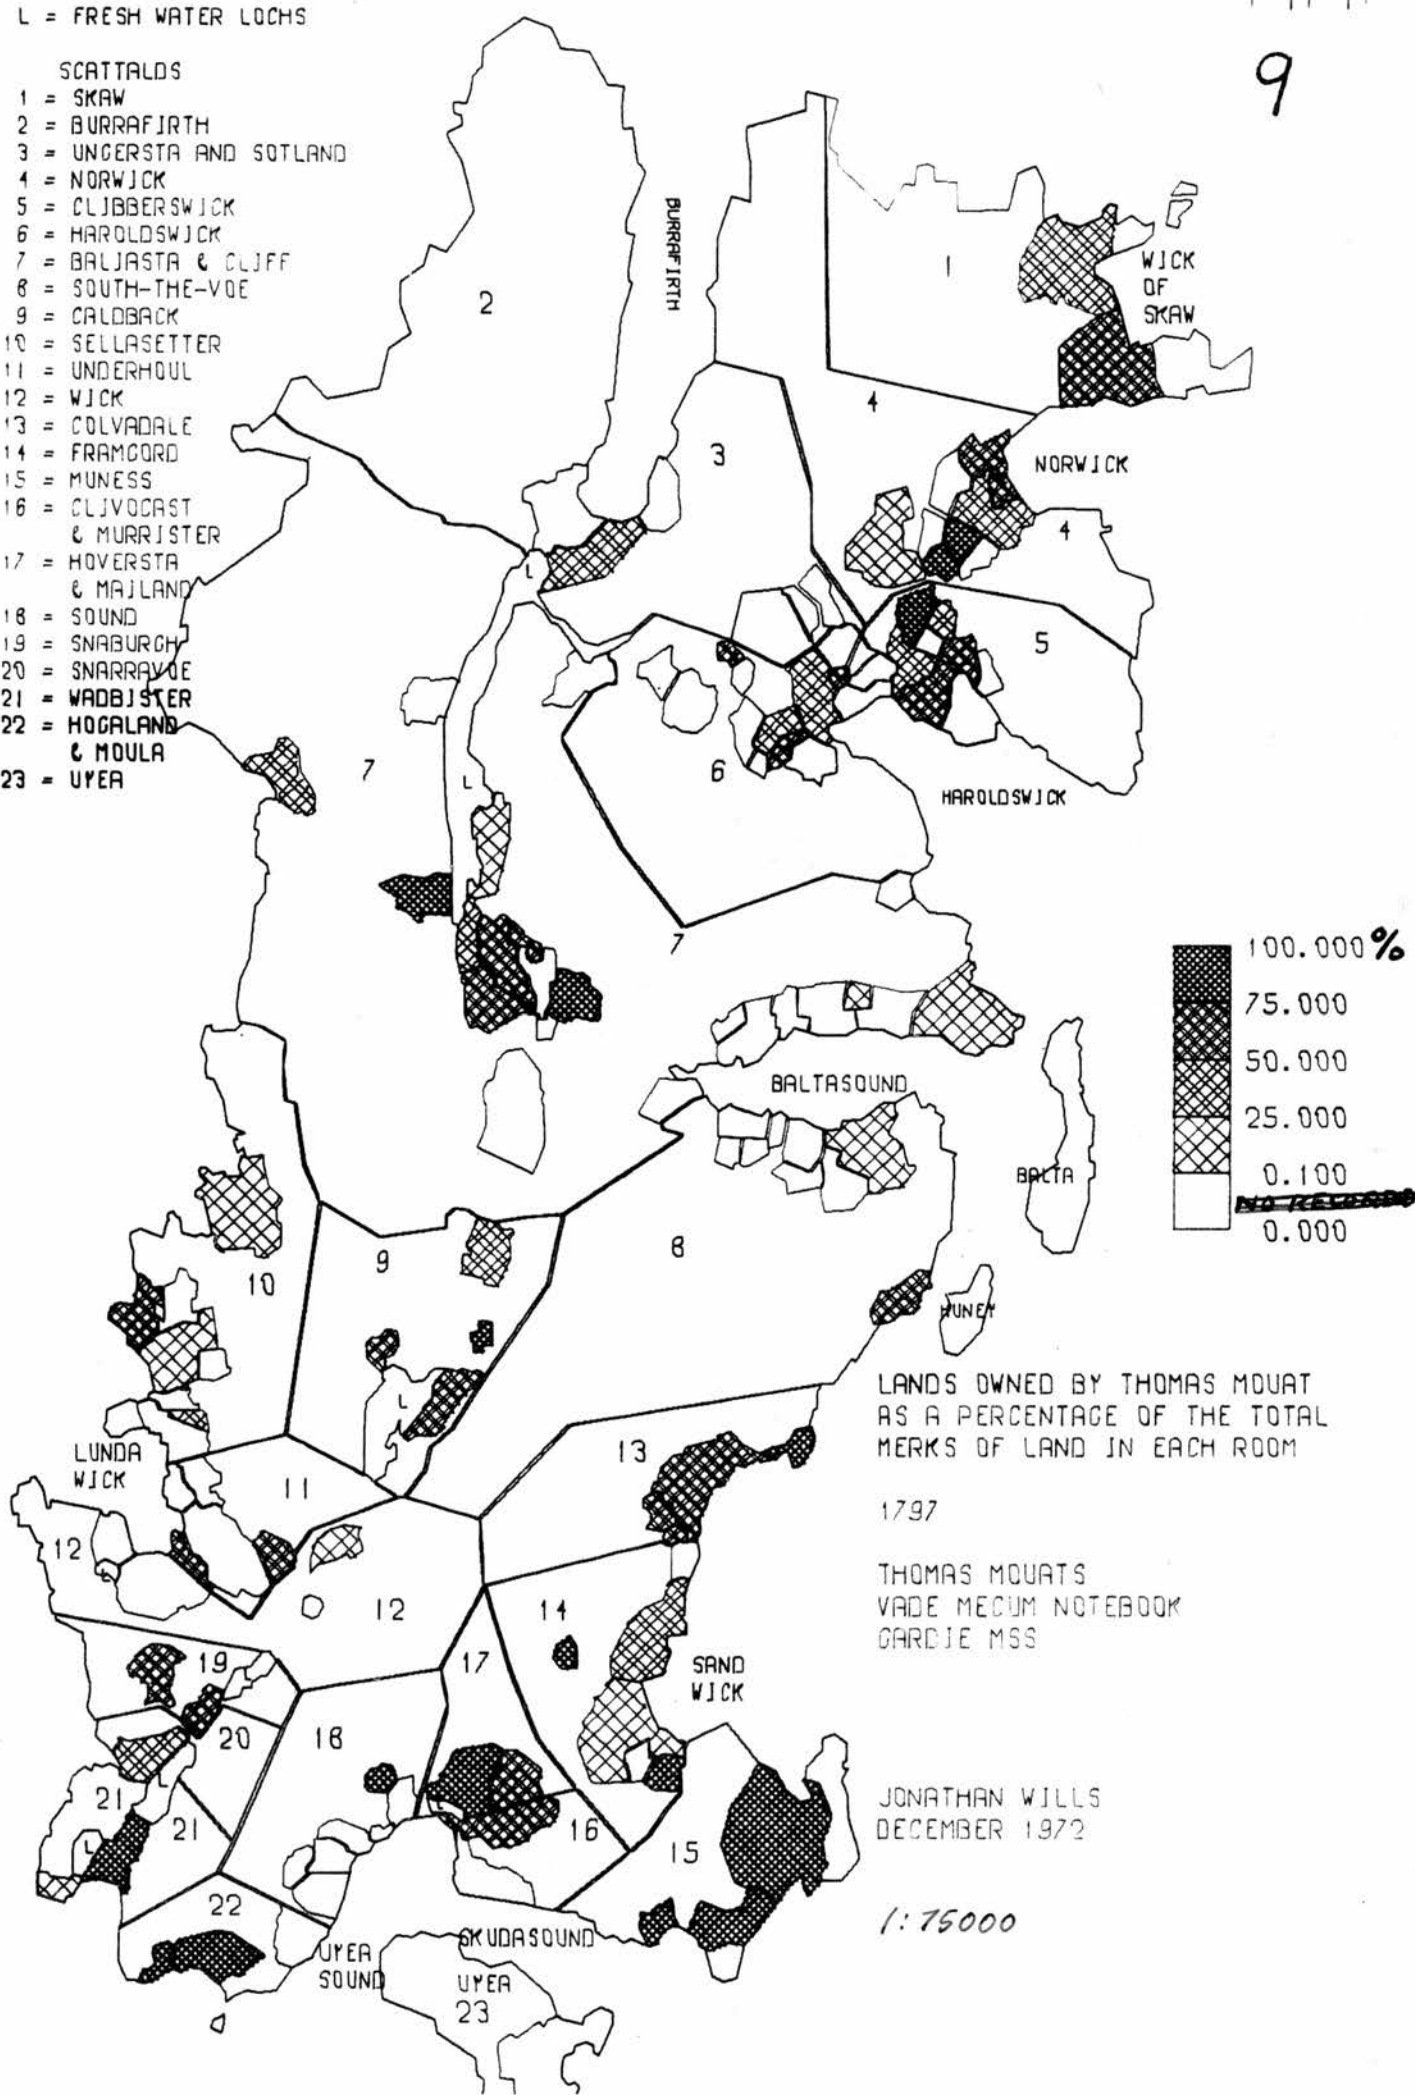 L = FRESH WATER LOCHS
9
SCATTALDS
1 = SKAW
2 = BURRAFIRTH
3 = UNGERSTA AND SOTLAND
4 = NORWICK
5 = CLIBBERSWICK
6 = HAROLDSWICK
7 = BALIASTA & CLIFF
8 = SOUTH-THE-VOE
9 = CALDBACK
10 = SELLASETTER
11 = UNDERHOUL
12 = WICK
13 = COLVADALE
14 = FRAMGORD
15 = MUNESS
16 = CLIVOCAST
& MURRISTER
17 = HOVERSTA
& MAILAND
18 = SOUND
19 = SNABURGH
20 = SNARRAVOE
21 = WADBISTER
22 = HOGALAND
& MOULA
23 = UYEA
BURRAFIRTH
2
1
WICK
OF
SKAW
4
3
NORWICK
4
L
5
7
L
6
HAROLDSWICK
7
100.000%
75.000
50.000
25.000
0.100
NO RECORDS
0.000
BALTASOUND
BALTA
8
9
10
HUNEY
L
LANDS OWNED BY THOMAS MOUAT
AS A PERCENTAGE OF THE TOTAL
MERKS OF LAND IN EACH ROOM
13
LUNDA
WICK
11
1797
12
L
12
14
THOMAS MOUATS
VADE MECUM NOTEBOOK
GARDIE MSS
19
17
SAND
WICK
20
18
L
21
21
L
L
16
15
JONATHAN WILLS
DECEMBER 1972
22
1:75000
UYEA
SOUND
SKUDASOUND
UYEA
23